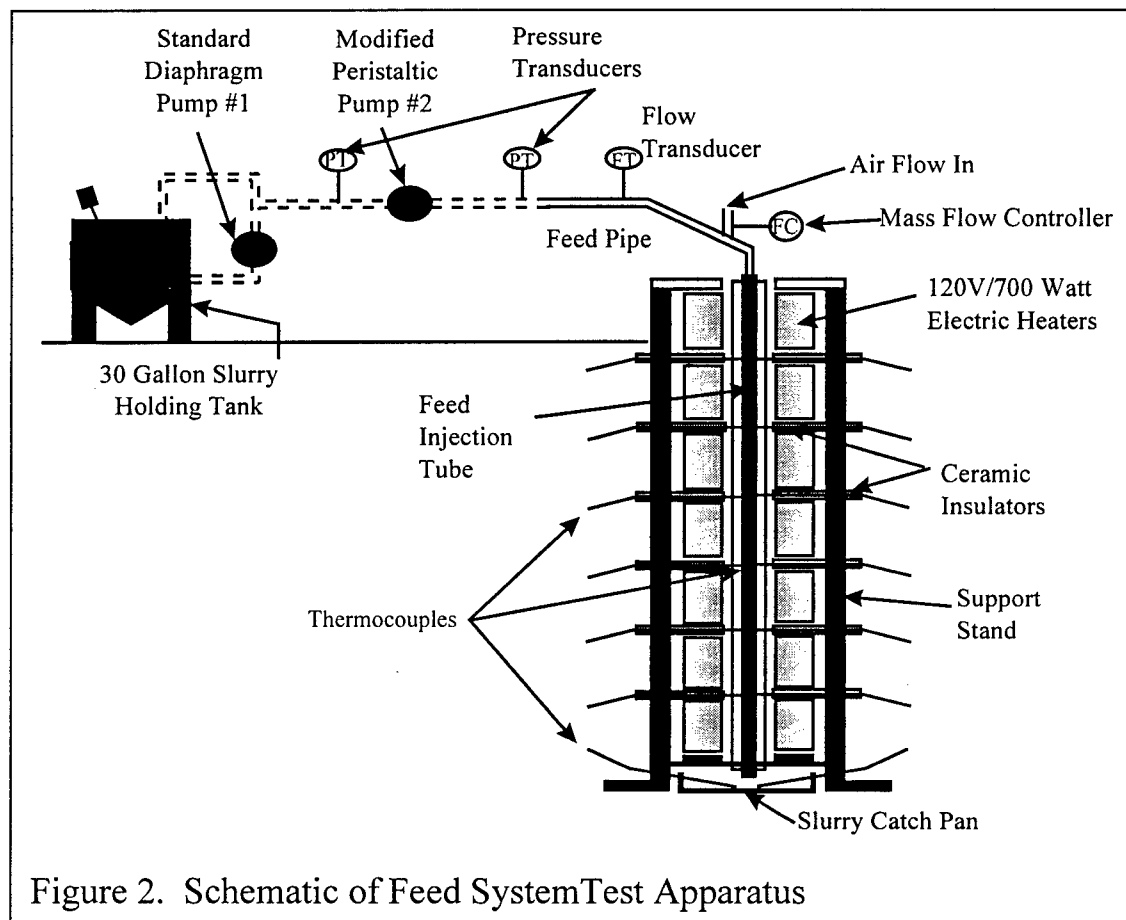 Standard
Diaphragm
Pump #1
Modified
Peristaltic
Pump #2
Pressure
Transducers
Flow
Transducer
PT
PT
FT
Air Flow In
FC
Mass Flow Controller
Feed Pipe
120V/700 Watt
Electric Heaters
30 Gallon Slurry
Holding Tank
Feed
Injection
Tube
Ceramic
Insulators
Thermocouples
Support
Stand
Slurry Catch Pan
Figure 2. Schematic of Feed SystemTest Apparatus